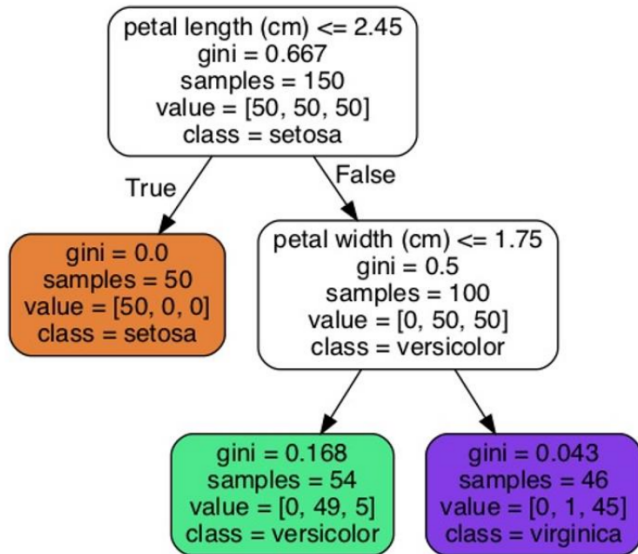 petal length (cm) <= 2.45
gini = 0.667
samples = 150
value = [50, 50, 50]
class = setosa
True
False
gini = 0.0
samples = 50
value = [50, 0, 0]
class = setosa
petal width (cm) <= 1.75
gini = 0.5
samples = 100
value = [0, 50, 50]
class = versicolor
gini = 0.168
samples = 54
value = [0, 49, 5]
class = versicolor
gini = 0.043
samples = 46
value = [0, 1, 45]
class = virginica